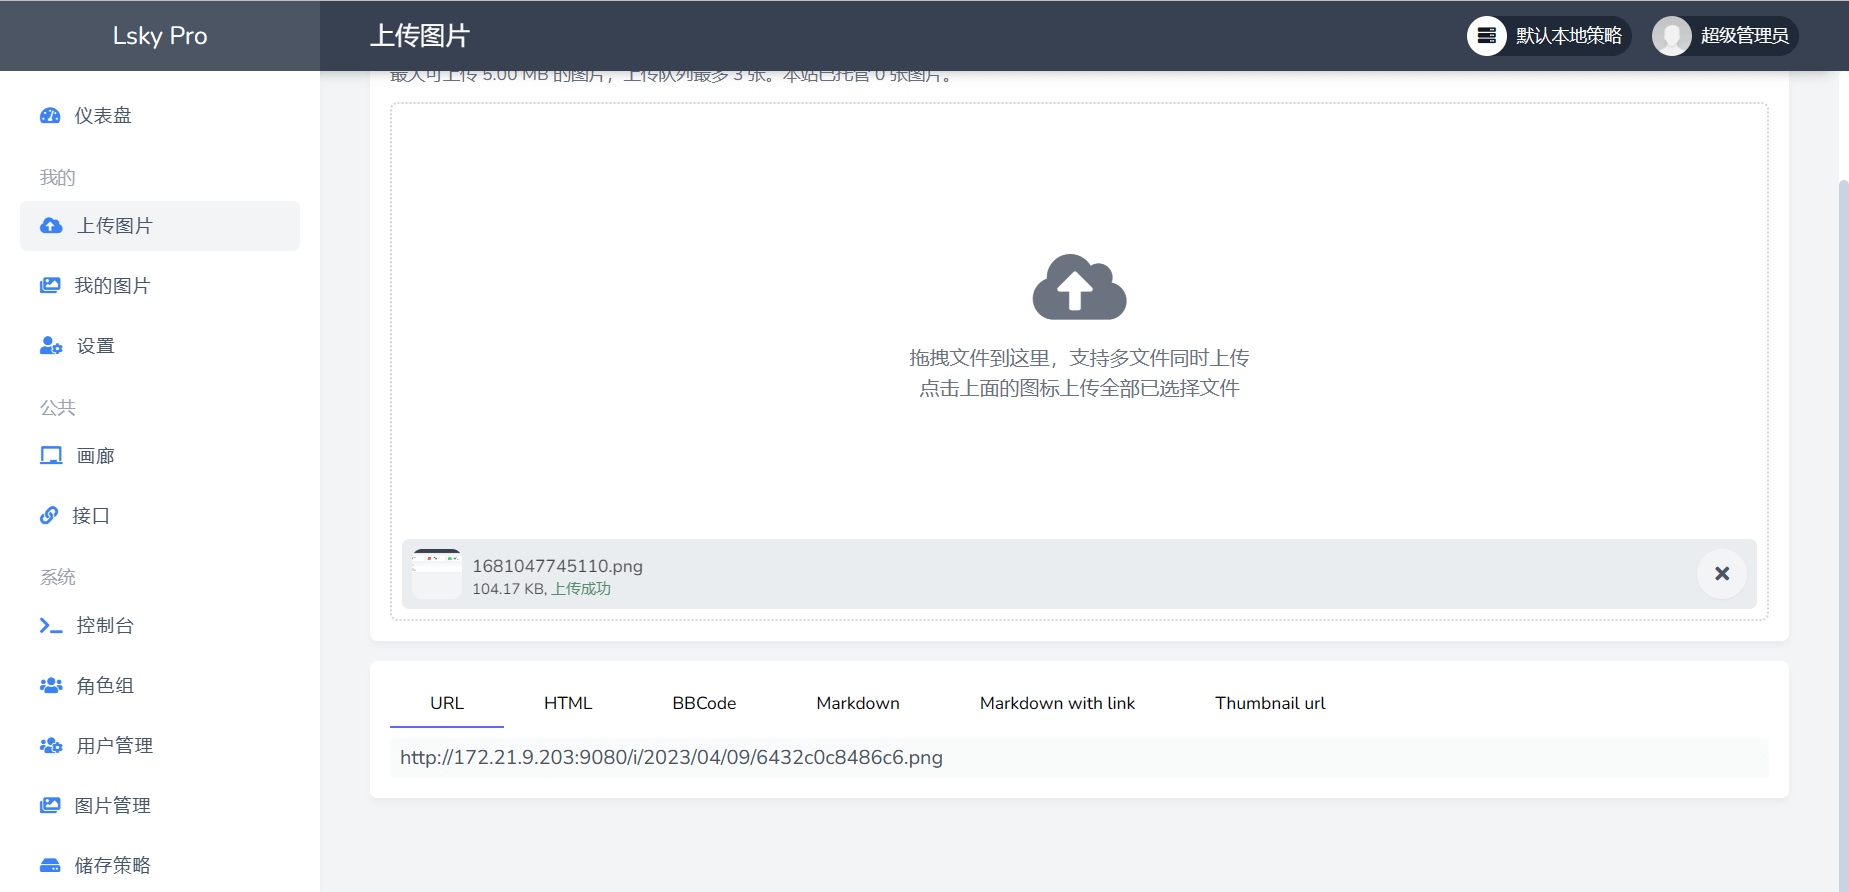 Lsky Pro
上传图片
默认本地策略
超级管理员
仪表盘
我的
上传图片
我的图片
设置
公共
画廊
接口
系统
控制台
角色组
用户管理
图片管理
储存策略
最大可上传 5.00 MB 的图片，上传队列最多 3 张。本站已托管 0 张图片。
拖拽文件到这里，支持多文件同时上传
点击上面的图标上传全部已选择文件
1681047745110.png
104.17 KB, 上传成功
URL
HTML
BBCode
Markdown
Markdown with link
Thumbnail url
http://172.21.9.203:9080/i/2023/04/09/6432c0c8486c6.png